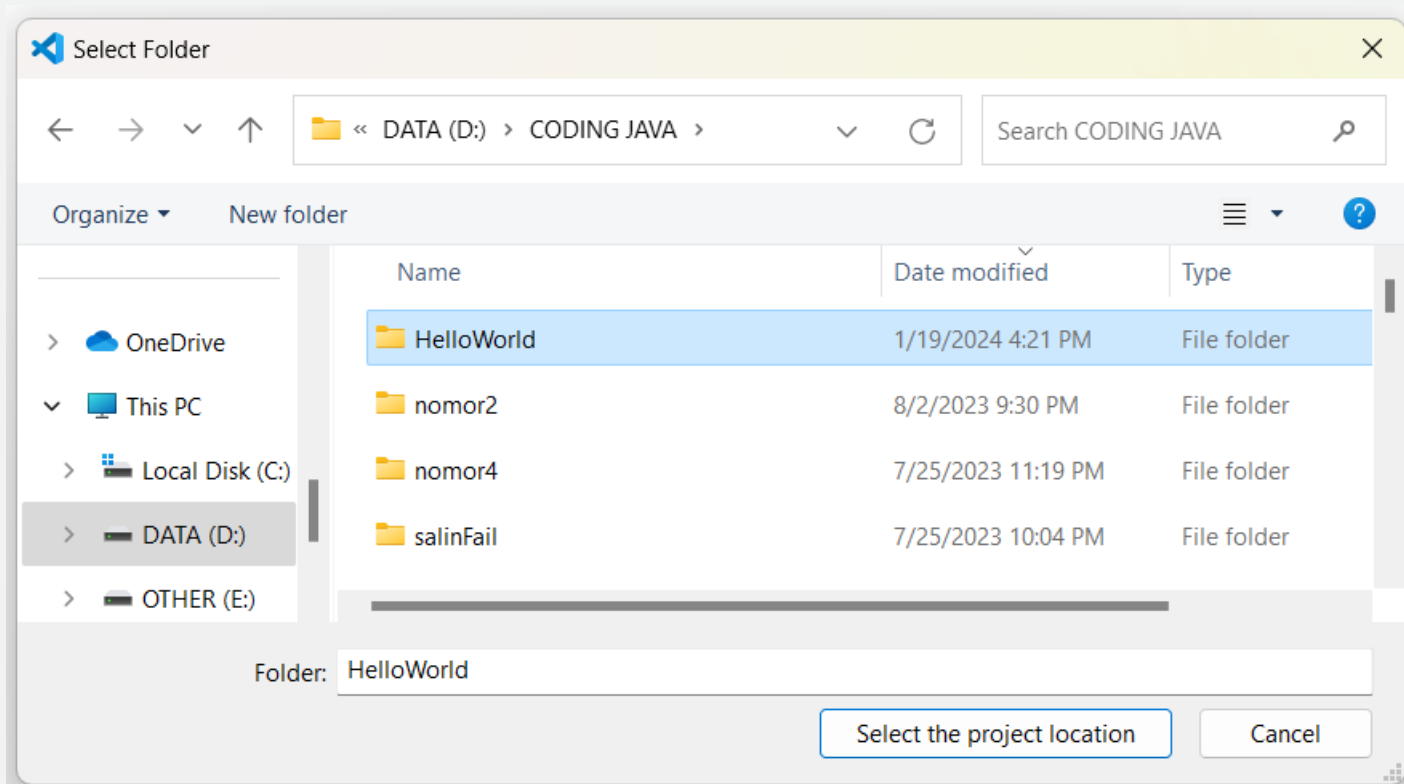 Select Folder
« DATA (D:) > CODING JAVA >
Search CODING JAVA
Organize
New folder
?
Name
Date modified
Type
OneDrive
This PC
Local Disk (C:)
DATA (D:)
OTHER (E:)
HelloWorld 1/19/2024 4:21 PM File folder
nomor2 8/2/2023 9:30 PM File folder
nomor4 7/25/2023 11:19 PM File folder
salinFail 7/25/2023 10:04 PM File folder
Folder: HelloWorld
Select the project location
Cancel